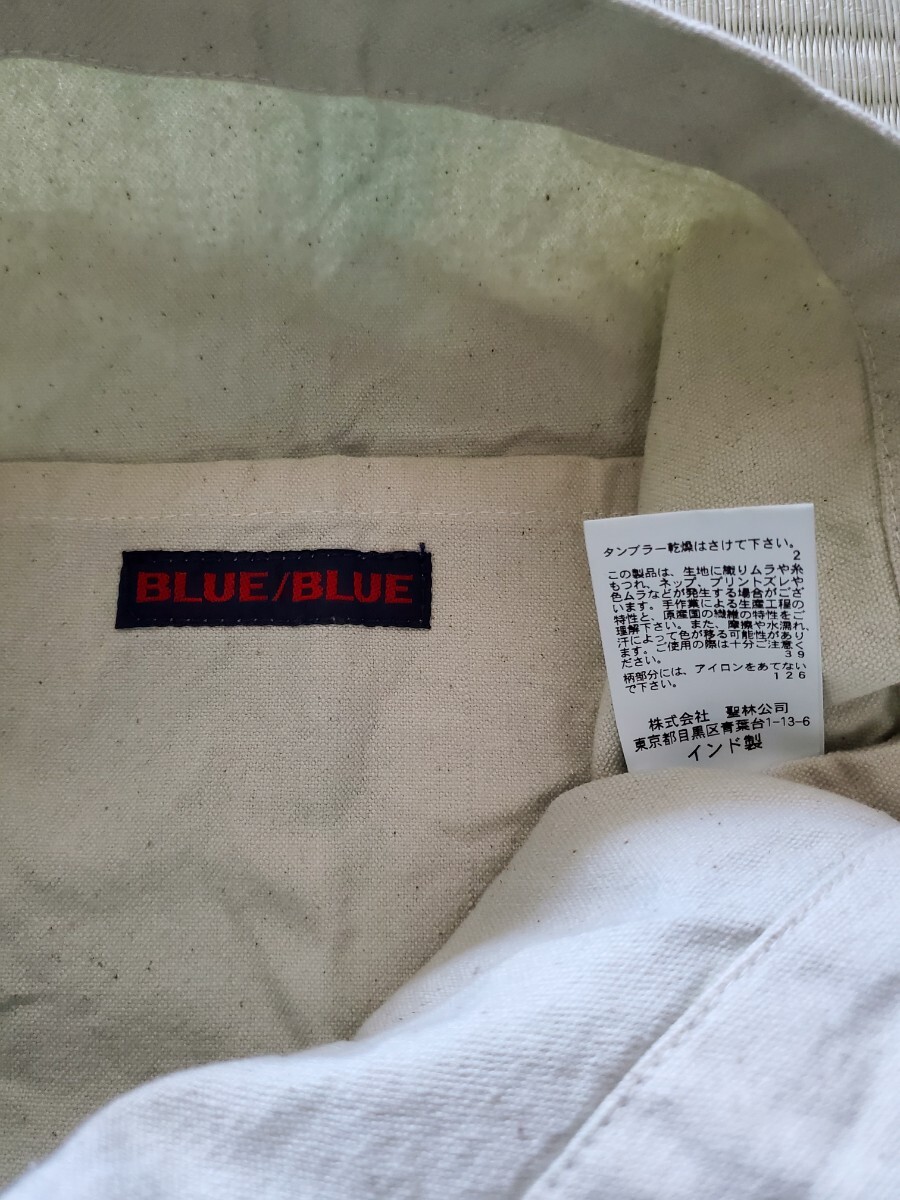 BLUE/BLUE
タンブラー乾燥はさけて下さい。
2
この製品は、生地に織りムラや糸
もつれ、ネップ、プリントズレや
色ムラなどが発生する場合がござ
います。手作業による生産工程の
特性と、原産国の繊維の特性をご
理解下さい。また、摩擦や水濡れ、
汗によって色が移る可能性があり
ます。ご使用の際は十分ご注意く
ださい。
39
柄部分には、アイロンをあてない
で下さい。
126
株式会社 聖林公司
東京都目黒区青葉台1-13-6
インド製